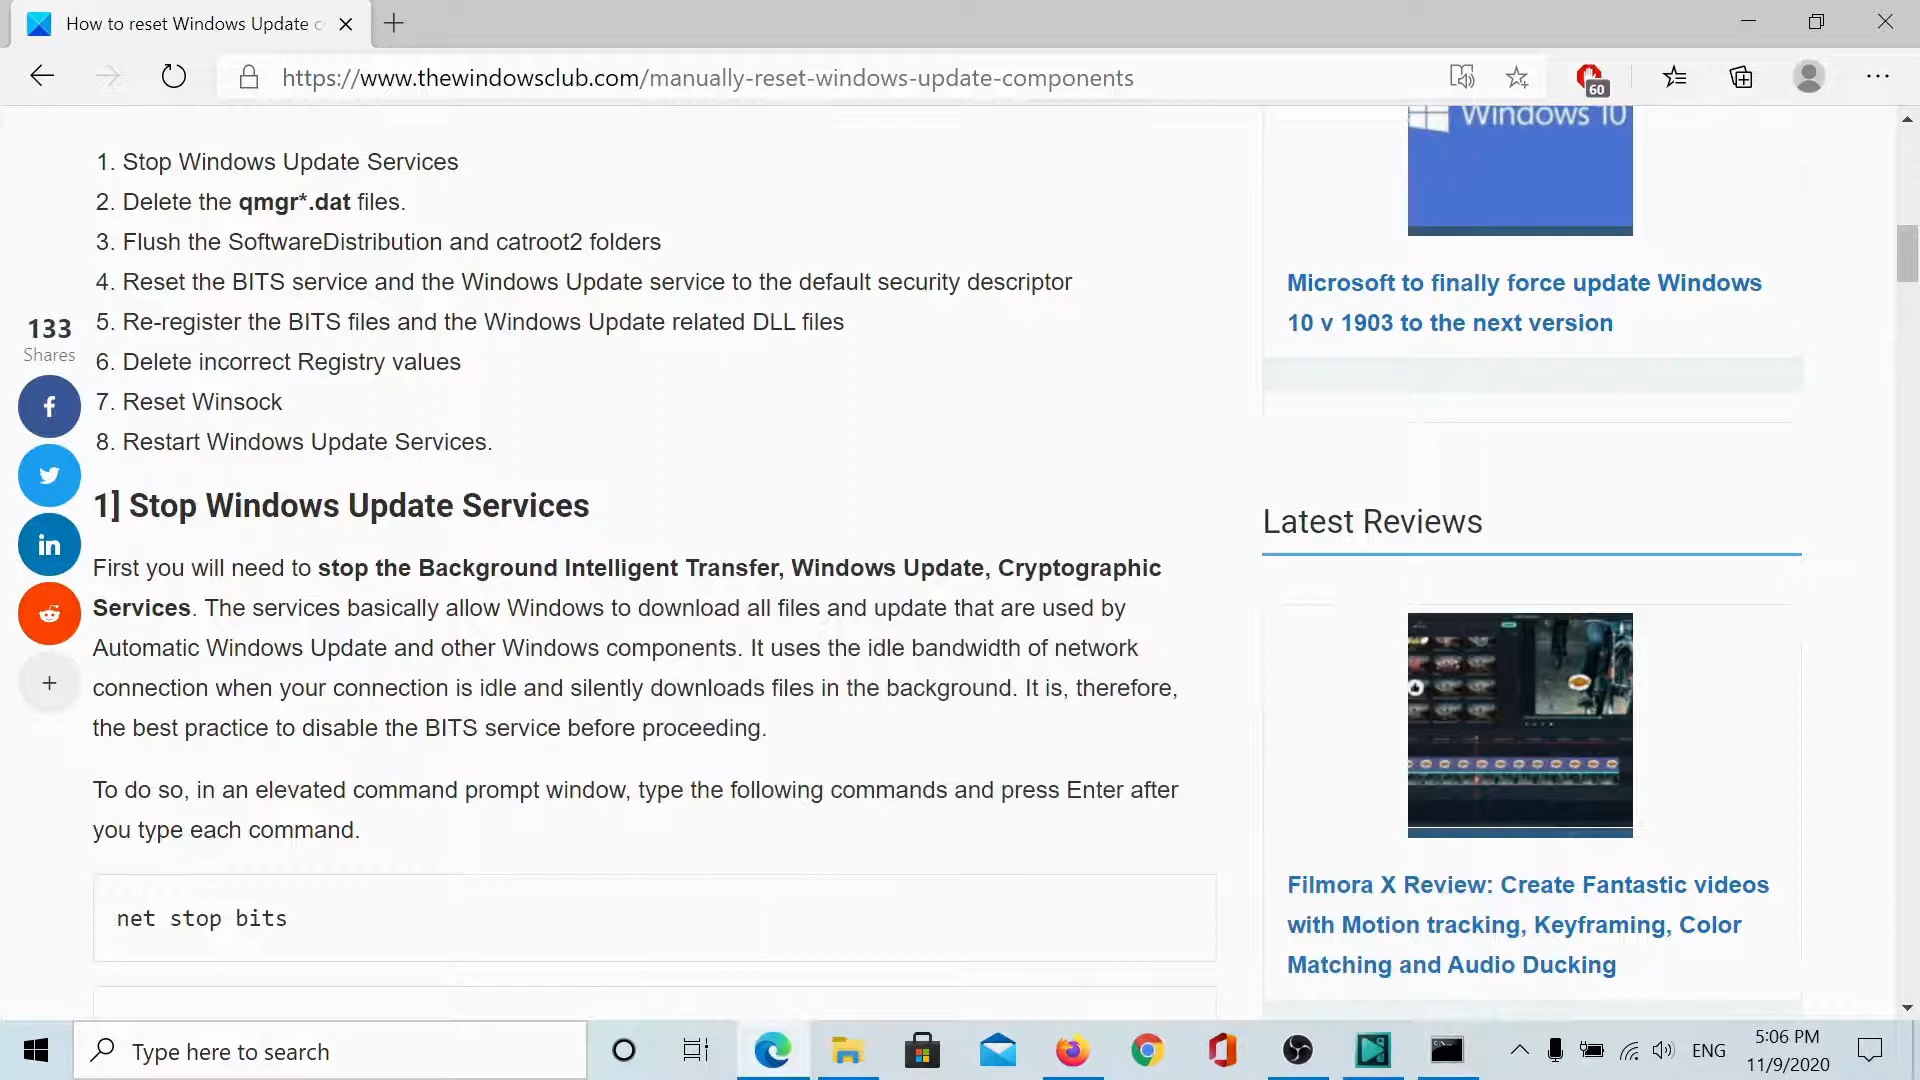 How to reset Windows Update c
https://www.thewindowsclub.com/manually-reset-windows-update-components
60
1. Stop Windows Update Services
2. Delete the qmgr*.dat files.
3. Flush the SoftwareDistribution and catroot2 folders
4. Reset the BITS service and the Windows Update service to the default security descriptor
5. Re-register the BITS files and the Windows Update related DLL files
6. Delete incorrect Registry values
7. Reset Winsock
8. Restart Windows Update Services.
133
Shares
1] Stop Windows Update Services
First you will need to stop the Background Intelligent Transfer, Windows Update, Cryptographic
Services. The services basically allow Windows to download all files and update that are used by
Automatic Windows Update and other Windows components. It uses the idle bandwidth of network
connection when your connection is idle and silently downloads files in the background. It is, therefore,
the best practice to disable the BITS service before proceeding.
To do so, in an elevated command prompt window, type the following commands and press Enter after
you type each command.
net stop bits
Windows 10
Microsoft to finally force update Windows
10 v 1903 to the next version
Latest Reviews
Filmora X Review: Create Fantastic videos
with Motion tracking, Keyframing, Color
Matching and Audio Ducking
Type here to search
ENG
5:06 PM
11/9/2020